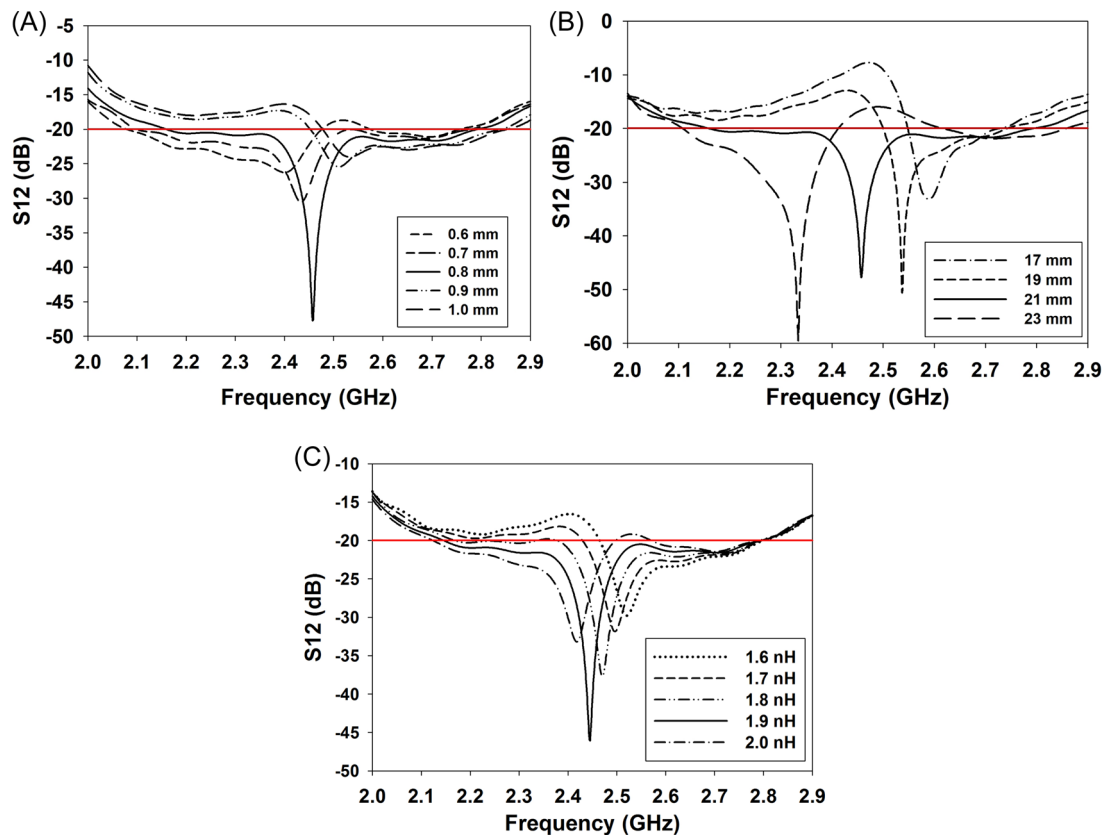 (A)
-5
-10
-15
-20
-25
-30
-35
-40
-45
-50
S12 (dB)
0.6 mm
0.7 mm
0.8 mm
0.9 mm
1.0 mm
2.0 2.1 2.2 2.3 2.4 2.5 2.6 2.7 2.8 2.9
Frequency (GHz)
(B)
0
-10
-20
-30
-40
-50
-60
S12 (dB)
17 mm
19 mm
21 mm
23 mm
2.0 2.1 2.2 2.3 2.4 2.5 2.6 2.7 2.8 2.9
Frequency (GHz)
(C)
-10
-15
-20
-25
-30
-35
-40
-45
-50
S12 (dB)
1.6 nH
1.7 nH
1.8 nH
1.9 nH
2.0 nH
2.0 2.1 2.2 2.3 2.4 2.5 2.6 2.7 2.8 2.9
Frequency (GHz)